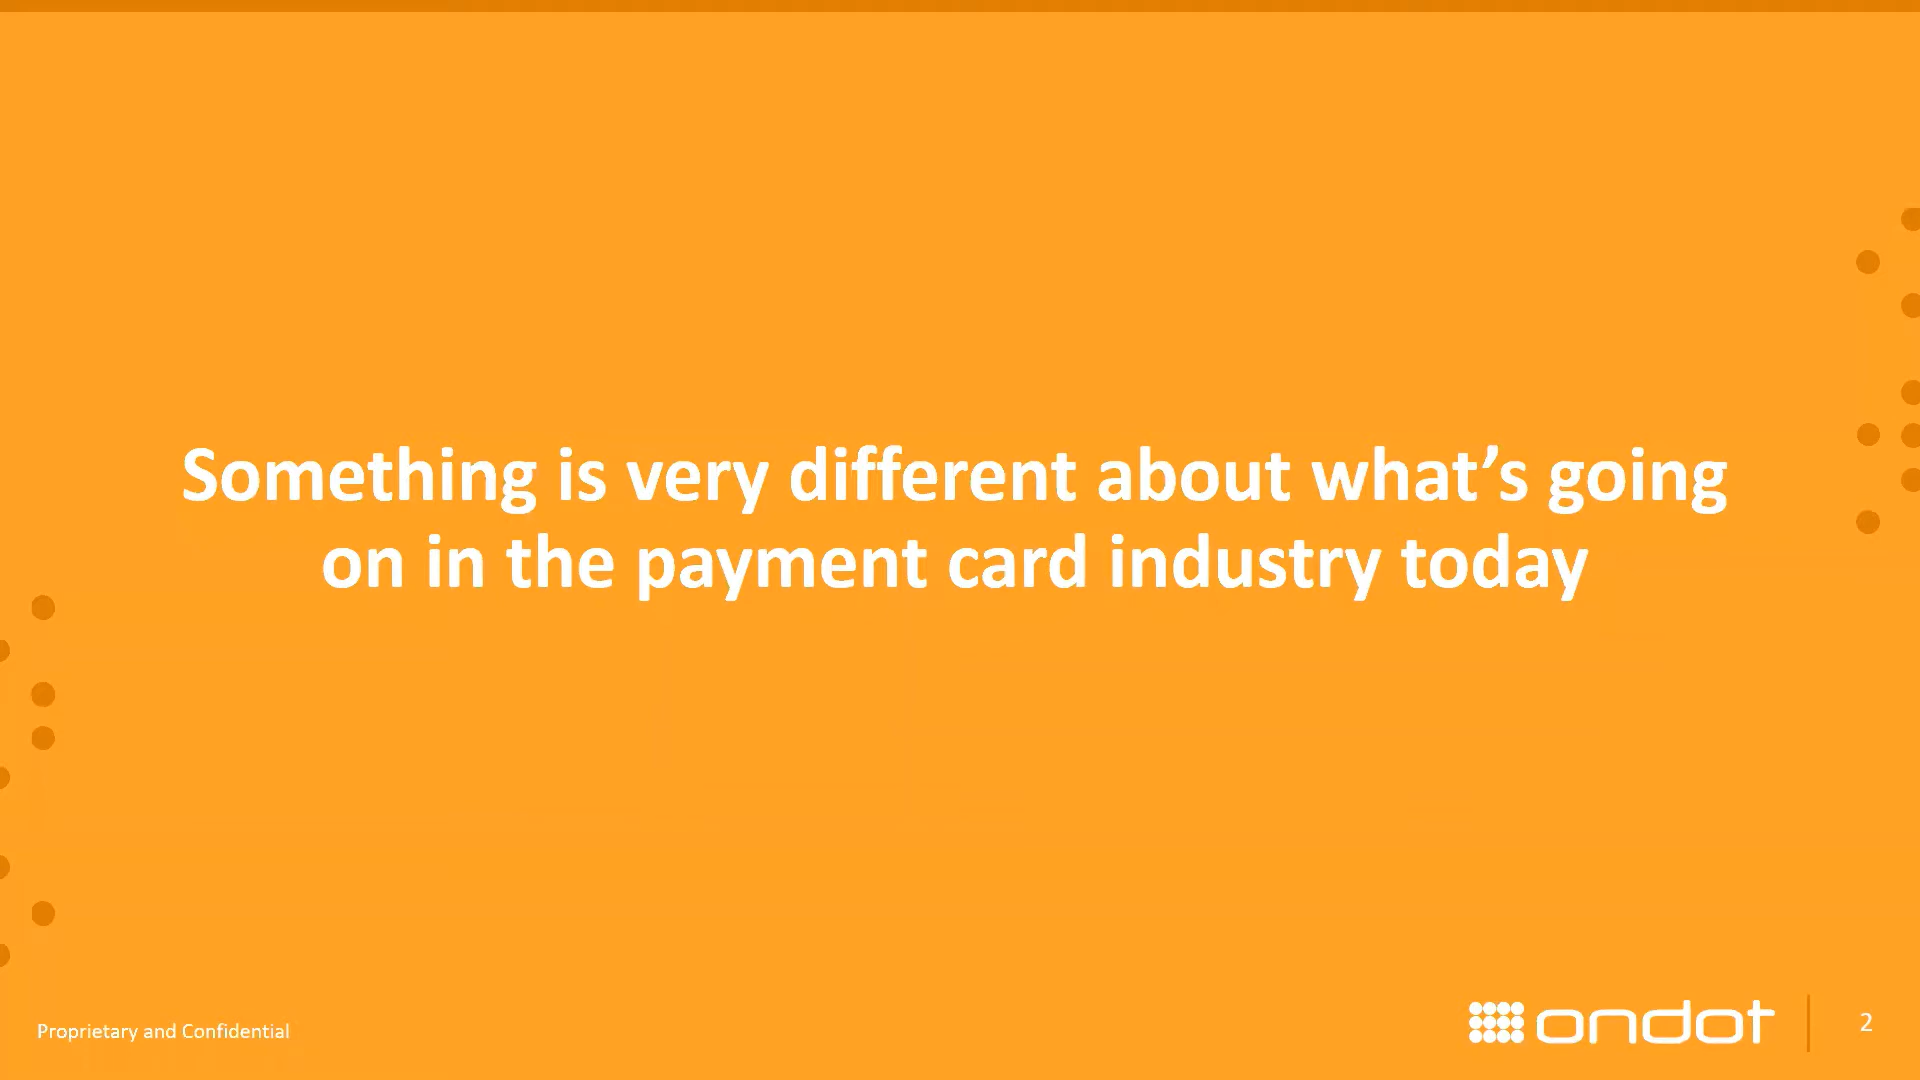 Something is very different about what’s going
on in the payment card industry today
Proprietary and Confidential
ondot
2